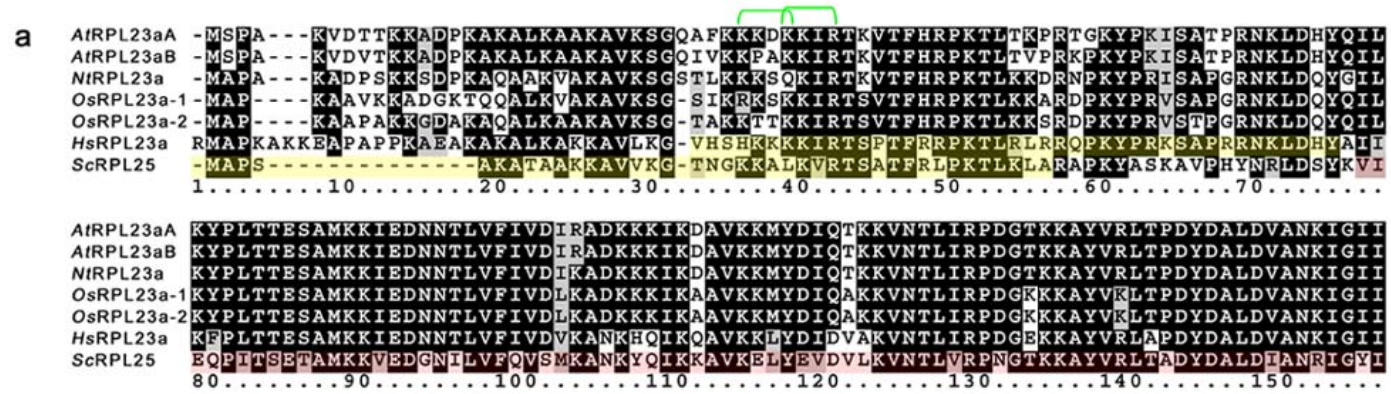 a
AtRPL23aA -MSPA---KVDTTKKADPKAKALKAAKAVKSGQAFKKKDKKIRTKVTFHRPKTLTKPRTGKYPKISATPRNKLDHYQIL
AtRPL23aB -MSPA---KVDVTKKADPKAKALKAAKAVKSGQIVKKPAKKIRTKVTFHRPKTLTVPRKPKYPKISATPRNKLDHYQIL
NtRPL23a -MAPA---KADPSKKSDPKAQAAKVAKAVKSGSTLKKKSQKIRTKVTFHRPKTLKKDRNPKYPRISAPGRNKLDQYGIL
OsRPL23a-1 -MAP----KAAVKKADGKTQQALKVAKAVKSG-SIKRKSKKIRTSVTFHRPKTLKKARDPKYPRVSAPGRNKLDQYQIL
OsRPL23a-2 -MAP----KAAPAKKGDAKAQALKAAKAVKSG-TAKKTTKKIRTSVTFHRPKTLKKSRDPKYPRVSTPGRNKLDQYQIL
HsRPL23a RMAPKAKKEAPAPPKAEAKAKALKAKKAVLKG-VHSHKKKKIRTSPTFRRPKTLRLRRQPKYPRKSAPRRNKLDHYAII
ScRPL25 -MAPS--------------AKATAAKKAVVKG-TNGKKALKVRTSATFRLPKTLKLARAPKYASKAVPHYNRLDSYKVI
1........10.........20.........30.........40.........50.........60.........70.........
AtRPL23aA KYPLTTESAMKKIEDNNTLVFIVDIRADKKKIKDAVKKMYDIQTKKVNTLIRPDGTKKAYVRLTPDYDALDVANKIGII
AtRPL23aB KYPLTTESAMKKIEDNNTLVFIVDIRADKKKIKDAVKKMYDIQTKKVNTLIRPDGTKKAYVRLTPDYDALDVANKIGII
NtRPL23a KYPLTTESAMKKIEDNNTLVFIVDIKADKKKIKDAVKKMYDIQTKKVNTLIRPDGTKKAYVRLTPDYDALDVANKIGII
OsRPL23a-1 KYPLTTESAMKKIEDNNTLVFIVDLKADKKKIKAAVKKMYDIQAKKVNTLIRPDGKKKAYVKLTPDYDALDVANKIGII
OsRPL23a-2 KYPLTTESAMKKIEDNNTLVFIVDLKADKKKIKAAVKKMYDIQAKKVNTLIRPDGTKKAYVKLTPDYDALDVANKIGII
HsRPL23a KFPLTTESAMKKIEDNNTLVFIVDVKANKHQIKQAVKKLYDIDVAKVNTLIRPDGEKKAYVRLAPDYDALDVANKIGII
ScRPL25 EQPITSETAMKKVEDGNILVFQVSMKANKYQIKKAVKELYEVDVLKVNTLVRPNGTKKAYVRLTADYDALDIANRIGYI
80........90.........100.........110.........120.........130.........140.........150.......